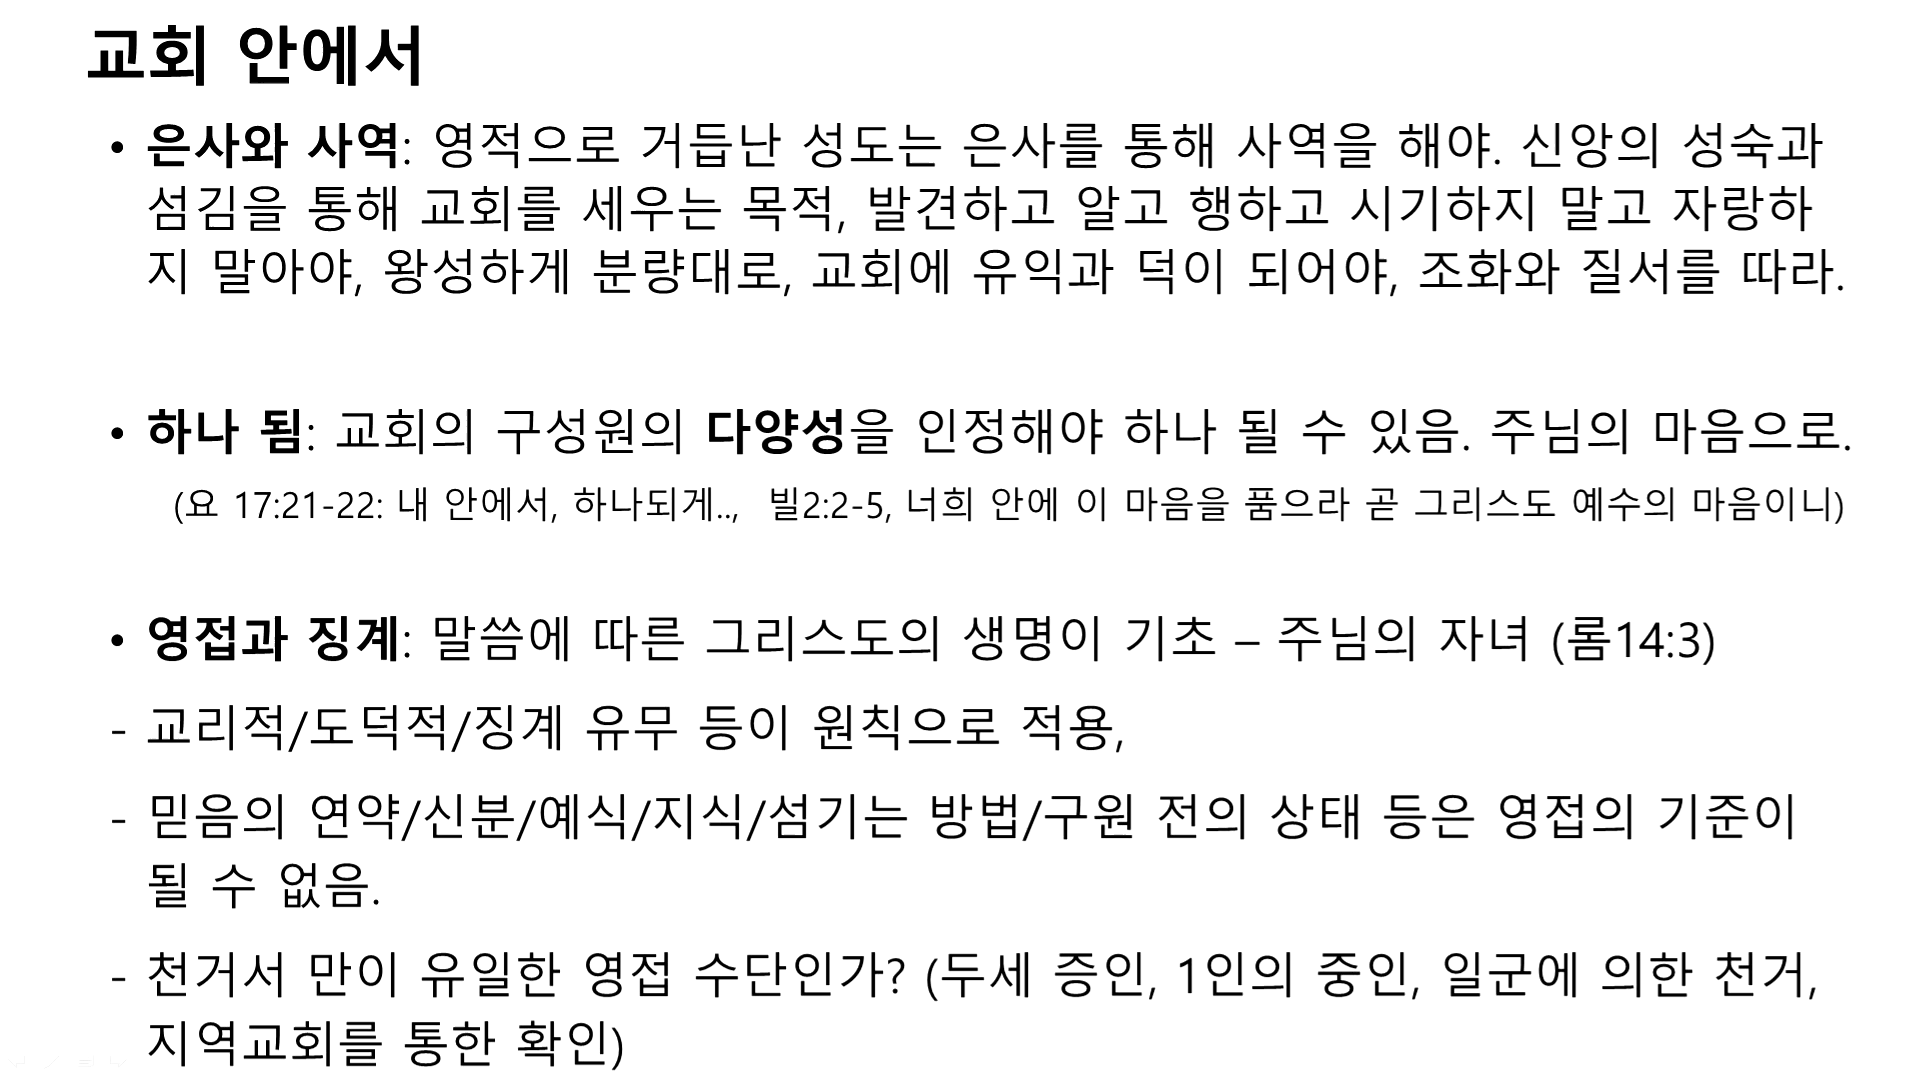 교회 안에서
• 은사와 사역: 영적으로 거듭난 성도는 은사를 통해 사역을 해야. 신앙의 성숙과
섬김을 통해 교회를 세우는 목적, 발견하고 알고 행하고 시기하지 말고 자랑하
지 말아야, 왕성하게 분량대로, 교회에 유익과 덕이 되어야, 조화와 질서를 따라.
• 하나 됨: 교회의 구성원의 다양성을 인정해야 하나 될 수 있음. 주님의 마음으로.
(요 17:21-22: 내 안에서, 하나되게.., 빌2:2-5, 너희 안에 이 마음을 품으라 곧 그리스도 예수의 마음이니)
• 영접과 징계: 말씀에 따른 그리스도의 생명이 기초 – 주님의 자녀 (롬14:3)
- 교리적/도덕적/징계 유무 등이 원칙으로 적용,
- 믿음의 연약/신분/예식/지식/섬기는 방법/구원 전의 상태 등은 영접의 기준이
될 수 없음.
- 천거서 만이 유일한 영접 수단인가? (두세 증인, 1인의 중인, 일군에 의한 천거,
지역교회를 통한 확인)